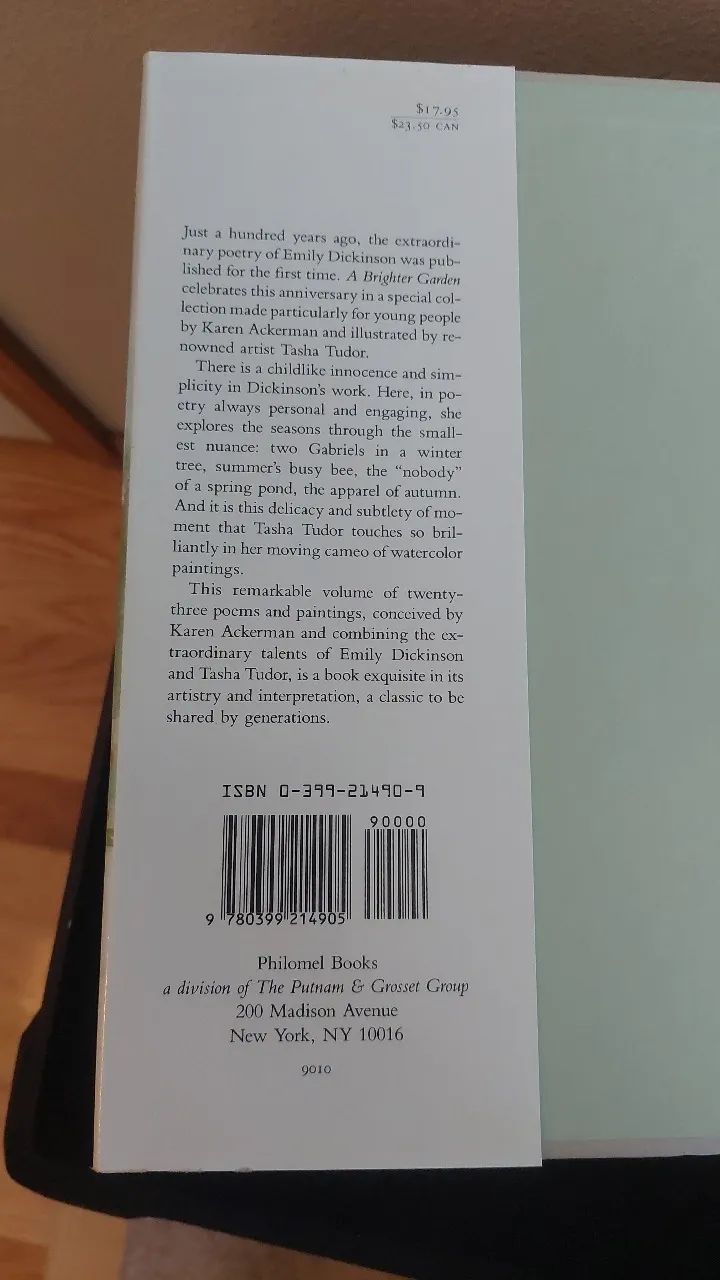 $17.95
$23.50 CAN
Just a hundred years ago, the extraordi-
nary poetry of Emily Dickinson was pub-
lished for the first time. A Brighter Garden
celebrates this anniversary in a special col-
lection made particularly for young people
by Karen Ackerman and illustrated by re-
nowned artist Tasha Tudor.
There is a childlike innocence and sim-
plicity in Dickinson's work. Here, in po-
etry always personal and engaging, she
explores the seasons through the small-
est nuance: two Gabriels in a winter
tree, summer's busy bee, the “nobody”
of a spring pond, the apparel of autumn.
And it is this delicacy and subtlety of mo-
ment that Tasha Tudor touches so bril-
liantly in her moving cameo of watercolor
paintings.
This remarkable volume of twenty-
three poems and paintings, conceived by
Karen Ackerman and combining the ex-
traordinary talents of Emily Dickinson
and Tasha Tudor, is a book exquisite in its
artistry and interpretation, a classic to be
shared by generations.
ISBN 0-399-21490-9
90000
9 780399 214905
Philomel Books
a division of The Putnam & Grosset Group
200 Madison Avenue
New York, NY 10016
9010